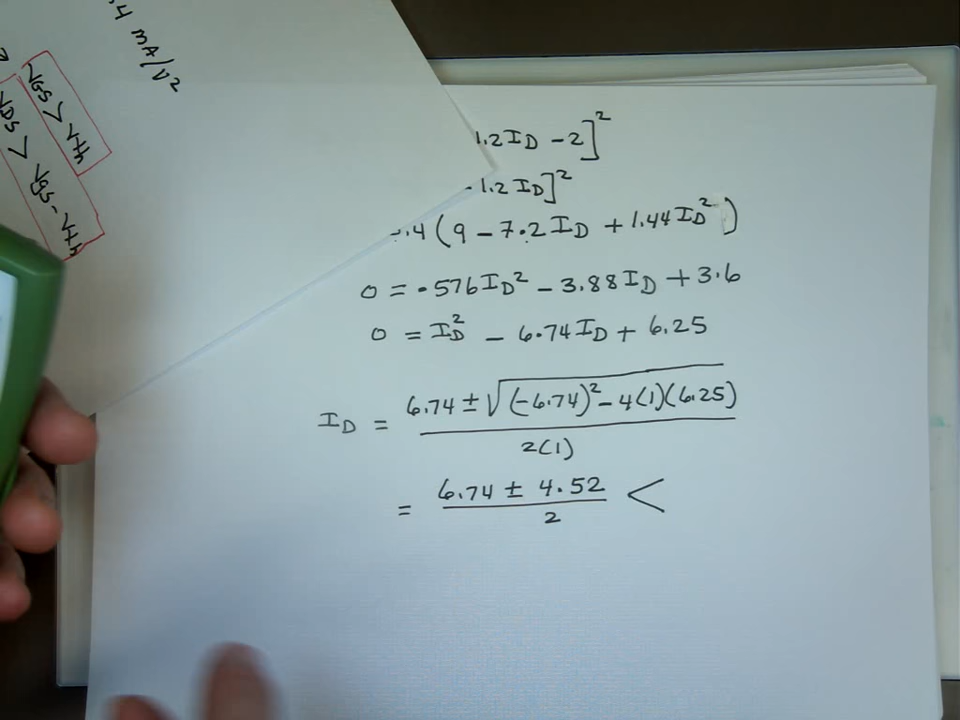 4 mA/V²
VGS > VTH
VDS > VGS - VTH
1.2ID - 2]²
- 1.2 ID]²
.4 (9 - 7.2 ID + 1.44 ID²)
0 = .576 ID² - 3.88 ID + 3.6
0 = ID² - 6.74 ID + 6.25
ID = 6.74 ± √(-6.74)² - 4(1)(6.25)
2(1)
= 6.74 ± 4.52 <
2